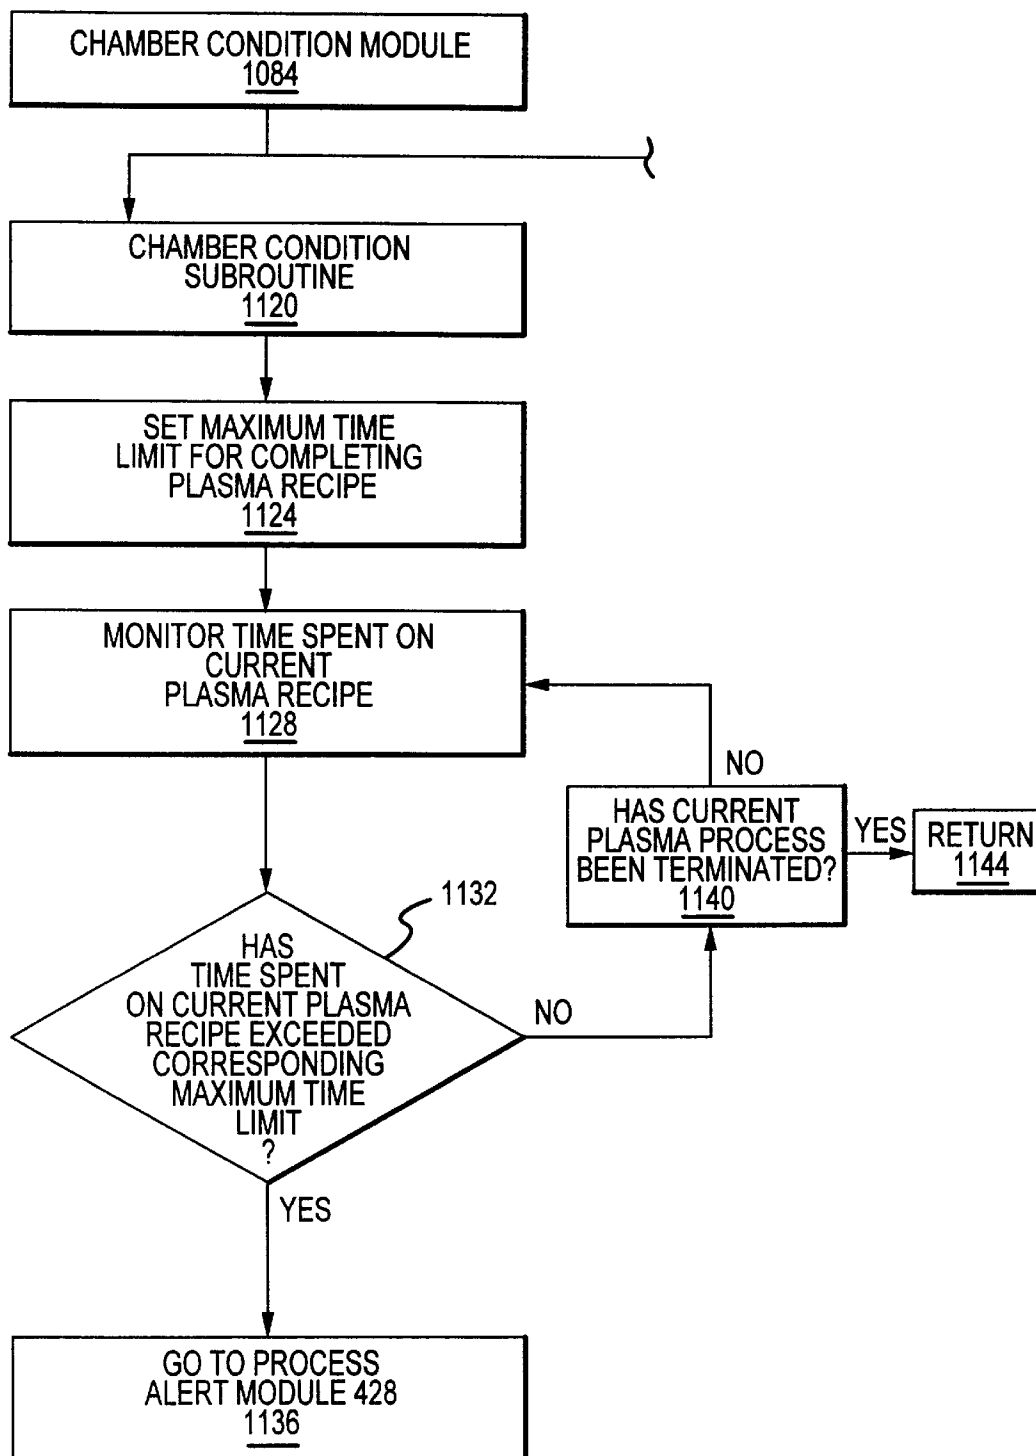 CHAMBER CONDITION MODULE
1084
CHAMBER CONDITION
SUBROUTINE
1120
SET MAXIMUM TIME
LIMIT FOR COMPLETING
PLASMA RECIPE
1124
MONITOR TIME SPENT ON
CURRENT
PLASMA RECIPE
1128
NO
HAS CURRENT
PLASMA PROCESS
BEEN TERMINATED?
1140
YES
RETURN
1144
1132
HAS
TIME SPENT
ON CURRENT PLASMA
RECIPE EXCEEDED
CORRESPONDING
MAXIMUM TIME
LIMIT
?
NO
YES
GO TO PROCESS
ALERT MODULE 428
1136